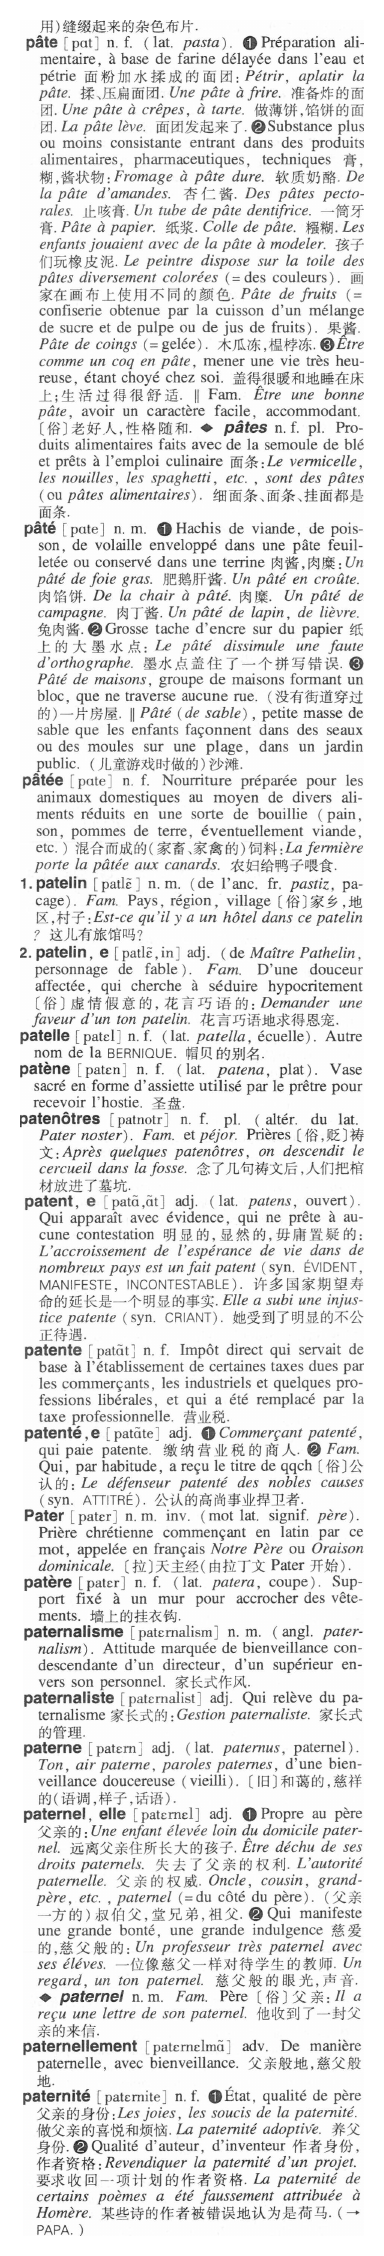 用)缝缀起来的杂色布片.
pâte [pɑt] n. f. (lat. pasta). ❶ Préparation ali-
mentaire, à base de farine délayée dans l'eau et
pétrie 面粉加水揉成的面团: Pétrir, aplatir la
pâte. 揉、压扁面团. Une pâte à frire. 准备炸的面
团. Une pâte à crêpes, à tarte. 做薄饼,馅饼的面
团. La pâte lève. 面团发起来了. ❷ Substance plus
ou moins consistante entrant dans des produits
alimentaires, pharmaceutiques, techniques 膏,
糊,酱状物: Fromage à pâte dure. 软质奶酪. De
la pâte d'amandes. 杏仁酱. Des pâtes pecto-
rales. 止咳膏. Un tube de pâte dentifrice. 一筒牙
膏. Pâte à papier. 纸浆. Colle de pâte. 糨糊. Les
enfants jouaient avec de la pâte à modeler. 孩子
们玩橡皮泥. Le peintre dispose sur la toile des
pâtes diversement colorées (= des couleurs). 画
家在画布上使用不同的颜色. Pâte de fruits (=
confiserie obtenue par la cuisson d'un mélange
de sucre et de pulpe ou de jus de fruits). 果酱.
Pâte de coings (= gelée). 木瓜冻,榅桲冻. ❸ Être
comme un coq en pâte, mener une vie très heu-
reuse, étant choyé chez soi. 盖得很暖和地睡在床
上;生活过得很舒适. ‖ Fam. Être une bonne
pâte, avoir un caractère facile, accommodant.
〔俗〕老好人,性格随和. ◆ pâtes n. f. pl. Pro-
duits alimentaires faits avec de la semoule de blé
et prêts à l'emploi culinaire 面条: Le vermicelle,
les nouilles, les spaghetti, etc. , sont des pâtes
(ou pâtes alimentaires). 细面条、面条、挂面都是
面条.
pâté [pɑte] n. m. ❶ Hachis de viande, de pois-
son, de volaille enveloppé dans une pâte feuil-
letée ou conservé dans une terrine 肉酱,肉糜: Un
pâté de foie gras. 肥鹅肝酱. Un pâté en croûte.
肉馅饼. De la chair à pâté. 肉糜. Un pâté de
campagne. 肉丁酱. Un pâté de lapin, de lièvre.
兔肉酱. ❷ Grosse tache d'encre sur du papier 纸
上的大墨水点: Le pâté dissimule une faute
d'orthographe. 墨水点盖住了一个拼写错误. ❸
Pâté de maisons, groupe de maisons formant un
bloc, que ne traverse aucune rue. (没有街道穿过
的)一片房屋. ‖ Pâté (de sable), petite masse de
sable que les enfants façonnent dans des seaux
ou des moules sur une plage, dans un jardin
public. (儿童游戏时做的)沙滩.
pâtée [pɑte] n. f. Nourriture préparée pour les
animaux domestiques au moyen de divers ali-
ments réduits en une sorte de bouillie (pain,
son, pommes de terre, éventuellement viande,
etc. ) 混合而成的(家畜、家禽的)饲料: La fermière
porte la pâtée aux canards. 农妇给鸭子喂食.
1. patelin [patlɛ̃] n. m. (de l'anc. fr. pastiz, pa-
cage). Fam. Pays, région, village 〔俗〕家乡,地
区,村子: Est-ce qu'il y a un hôtel dans ce patelin
? 这儿有旅馆吗?
2. patelin, e [patlɛ̃, in] adj. (de Maître Pathelin,
personnage de fable). Fam. D'une douceur
affectée, qui cherche à séduire hypocritement
〔俗〕虚情假意的,花言巧语的: Demander une
faveur d'un ton patelin. 花言巧语地求得恩宠.
patelle [patɛl] n. f. (lat. patella, écuelle). Autre
nom de la BERNIQUE. 帽贝的别名.
patène [patɛn] n. f. (lat. patena, plat). Vase
sacré en forme d'assiette utilisé par le prêtre pour
recevoir l'hostie. 圣盘.
patenôtres [patnotr] n. f. pl. (altér. du lat.
Pater noster). Fam. et péjor. Prières 〔俗,贬〕祷
文: Après quelques patenôtres, on descendit le
cercueil dans la fosse. 念了几句祷文后,人们把棺
材放进了墓坑.
patent, e [patɑ̃, ɑ̃t] adj. (lat. patens, ouvert).
Qui apparaît avec évidence, qui ne prête à au-
cune contestation 明显的,显然的,毋庸置疑的:
L'accroissement de l'espérance de vie dans de
nombreux pays est un fait patent (syn. ÉVIDENT,
MANIFESTE, INCONTESTABLE). 许多国家期望寿
命的延长是一个明显的事实. Elle a subi une injus-
tice patente (syn. CRIANT). 她受到了明显的不公
正待遇.
patente [patɑ̃t] n. f. Impôt direct qui servait de
base à l'établissement de certaines taxes dues par
les commerçants, les industriels et quelques pro-
fessions libérales, et qui a été remplacé par la
taxe professionnelle. 营业税.
patenté, e [patɑ̃te] adj. ❶ Commerçant patenté,
qui paie patente. 缴纳营业税的商人. ❷ Fam.
Qui, par habitude, a reçu le titre de qqch 〔俗〕公
认的: Le défenseur patenté des nobles causes
(syn. ATTITRÉ). 公认的高尚事业捍卫者.
Pater [patɛr] n. m. inv. (mot lat. signif. père).
Prière chrétienne commençant en latin par ce
mot, appelée en français Notre Père ou Oraison
dominicale. 〔拉〕天主经(由拉丁文 Pater 开始).
patère [patɛr] n. f. (lat. patera, coupe). Sup-
port fixé à un mur pour accrocher des vête-
ments. 墙上的挂衣钩.
paternalisme [patɛrnalism] n. m. (angl. pater-
nalism). Attitude marquée de bienveillance con-
descendante d'un directeur, d'un supérieur en-
vers son personnel. 家长式作风.
paternaliste [patɛrnalist] adj. Qui relève du pa-
ternalisme 家长式的: Gestion paternaliste. 家长式
的管理.
paterne [patɛrn] adj. (lat. paternus, paternel).
Ton, air paterne, paroles paternes, d'une bien-
veillance doucereuse (vieilli). 〔旧〕和蔼的,慈祥
的(语调,样子,话语).
paternel, elle [patɛrnɛl] adj. ❶ Propre au père
父亲的: Une enfant élevée loin du domicile pater-
nel. 远离父亲住所长大的孩子. Être déchu de ses
droits paternels. 失去了父亲的权利. L'autorité
paternelle. 父亲的权威. Oncle, cousin, grand-
père, etc. , paternel (= du côté du père). (父亲
一方的)叔伯父,堂兄弟,祖父. ❷ Qui manifeste
une grande bonté, une grande indulgence 慈爱
的,慈父般的: Un professeur très paternel avec
ses élèves. 一位像慈父一样对待学生的教师. Un
regard, un ton paternel. 慈父般的眼光,声音.
◆ paternel n. m. Fam. Père 〔俗〕父亲: Il a
reçu une lettre de son paternel. 他收到了一封父
亲的来信.
paternellement [patɛrnɛlmɑ̃] adv. De manière
paternelle, avec bienveillance. 父亲般地,慈父般
地.
paternité [patɛrnite] n. f. ❶ État, qualité de père
父亲的身份: Les joies, les soucis de la paternité.
做父亲的喜悦和烦恼. La paternité adoptive. 养父
身份. ❷ Qualité d'auteur, d'inventeur 作者身份,
作者资格: Revendiquer la paternité d'un projet.
要求收回一项计划的作者资格. La paternité de
certains poèmes a été faussement attribuée à
Homère. 某些诗的作者被错误地认为是荷马. (→
PAPA. )